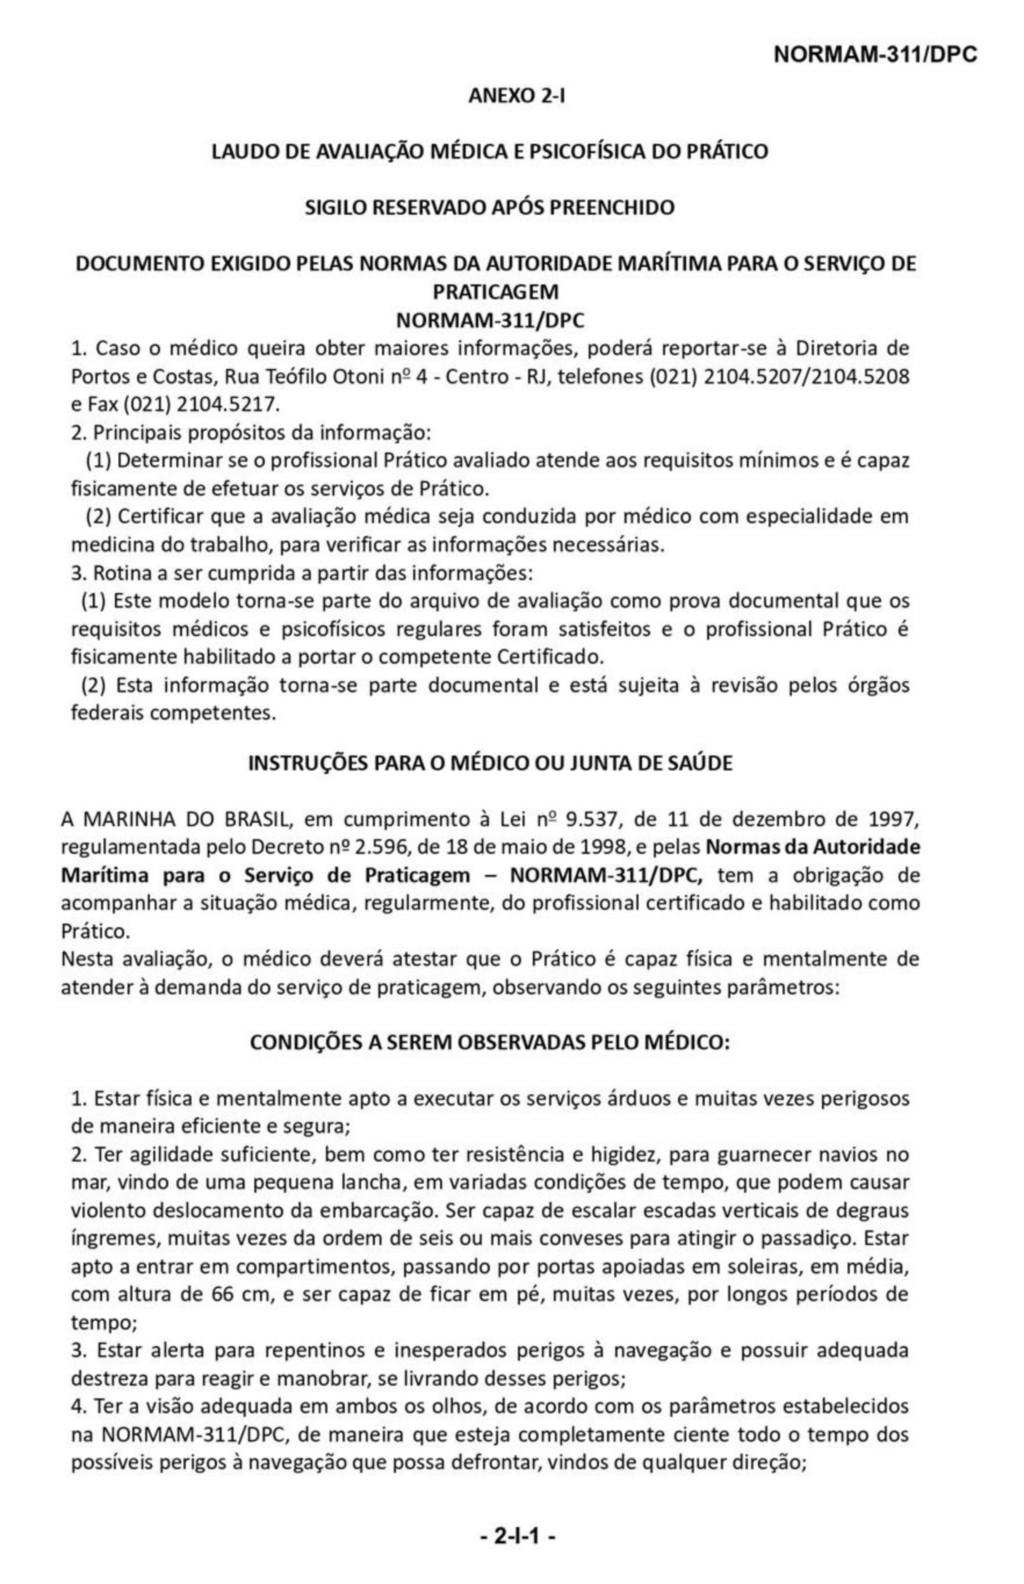 NORMAM-311/DPC
ANEXO 2-I
LAUDO DE AVALIAÇÃO MÉDICA E PSICOFÍSICA DO PRÁTICO
SIGILO RESERVADO APÓS PREENCHIDO
DOCUMENTO EXIGIDO PELAS NORMAS DA AUTORIDADE MARÍTIMA PARA O SERVIÇO DE
PRATICAGEM
NORMAM-311/DPC
1. Caso o médico queira obter maiores informações, poderá reportar-se à Diretoria de
Portos e Costas, Rua Teófilo Otoni nº 4 - Centro - RJ, telefones (021) 2104.5207/2104.5208
e Fax (021) 2104.5217.
2. Principais propósitos da informação:
(1) Determinar se o profissional Prático avaliado atende aos requisitos mínimos e é capaz
fisicamente de efetuar os serviços de Prático.
(2) Certificar que a avaliação médica seja conduzida por médico com especialidade em
medicina do trabalho, para verificar as informações necessárias.
3. Rotina a ser cumprida a partir das informações:
(1) Este modelo torna-se parte do arquivo de avaliação como prova documental que os
requisitos médicos e psicofísicos regulares foram satisfeitos e o profissional Prático é
fisicamente habilitado a portar o competente Certificado.
(2) Esta informação torna-se parte documental e está sujeita à revisão pelos órgãos
federais competentes.
INSTRUÇÕES PARA O MÉDICO OU JUNTA DE SAÚDE
A MARINHA DO BRASIL, em cumprimento à Lei nº 9.537, de 11 de dezembro de 1997,
regulamentada pelo Decreto nº 2.596, de 18 de maio de 1998, e pelas Normas da Autoridade
Marítima para o Serviço de Praticagem – NORMAM-311/DPC, tem a obrigação de
acompanhar a situação médica, regularmente, do profissional certificado e habilitado como
Prático.
Nesta avaliação, o médico deverá atestar que o Prático é capaz física e mentalmente de
atender à demanda do serviço de praticagem, observando os seguintes parâmetros:
CONDIÇÕES A SEREM OBSERVADAS PELO MÉDICO:
1. Estar física e mentalmente apto a executar os serviços árduos e muitas vezes perigosos
de maneira eficiente e segura;
2. Ter agilidade suficiente, bem como ter resistência e higidez, para guarnecer navios no
mar, vindo de uma pequena lancha, em variadas condições de tempo, que podem causar
violento deslocamento da embarcação. Ser capaz de escalar escadas verticais de degraus
íngremes, muitas vezes da ordem de seis ou mais conveses para atingir o passadiço. Estar
apto a entrar em compartimentos, passando por portas apoiadas em soleiras, em média,
com altura de 66 cm, e ser capaz de ficar em pé, muitas vezes, por longos períodos de
tempo;
3. Estar alerta para repentinos e inesperados perigos à navegação e possuir adequada
destreza para reagir e manobrar, se livrando desses perigos;
4. Ter a visão adequada em ambos os olhos, de acordo com os parâmetros estabelecidos
na NORMAM-311/DPC, de maneira que esteja completamente ciente todo o tempo dos
possíveis perigos à navegação que possa defrontar, vindos de qualquer direção;
- 2-I-1 -